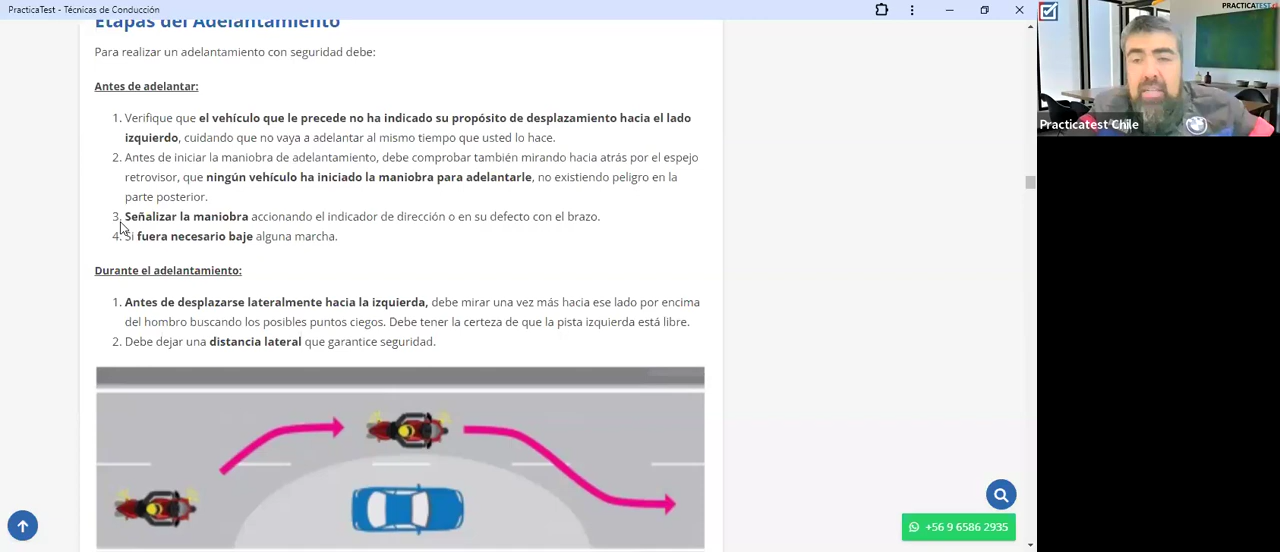 PracticaTest - Técnicas de Conducción
PRACTICATEST
Etapas del Adelantamiento
Para realizar un adelantamiento con seguridad debe:
Antes de adelantar:
1. Verifique que el vehículo que le precede no ha indicado su propósito de desplazamiento hacia el lado
izquierdo, cuidando que no vaya a adelantar al mismo tiempo que usted lo hace.
2. Antes de iniciar la maniobra de adelantamiento, debe comprobar también mirando hacia atrás por el espejo
retrovisor, que ningún vehículo ha iniciado la maniobra para adelantarle, no existiendo peligro en la
parte posterior.
3. Señalizar la maniobra accionando el indicador de dirección o en su defecto con el brazo.
4. Si fuera necesario baje alguna marcha.
Durante el adelantamiento:
1. Antes de desplazarse lateralmente hacia la izquierda, debe mirar una vez más hacia ese lado por encima
del hombro buscando los posibles puntos ciegos. Debe tener la certeza de que la pista izquierda está libre.
2. Debe dejar una distancia lateral que garantice seguridad.
Practicatest Chile
+56 9 6586 2935